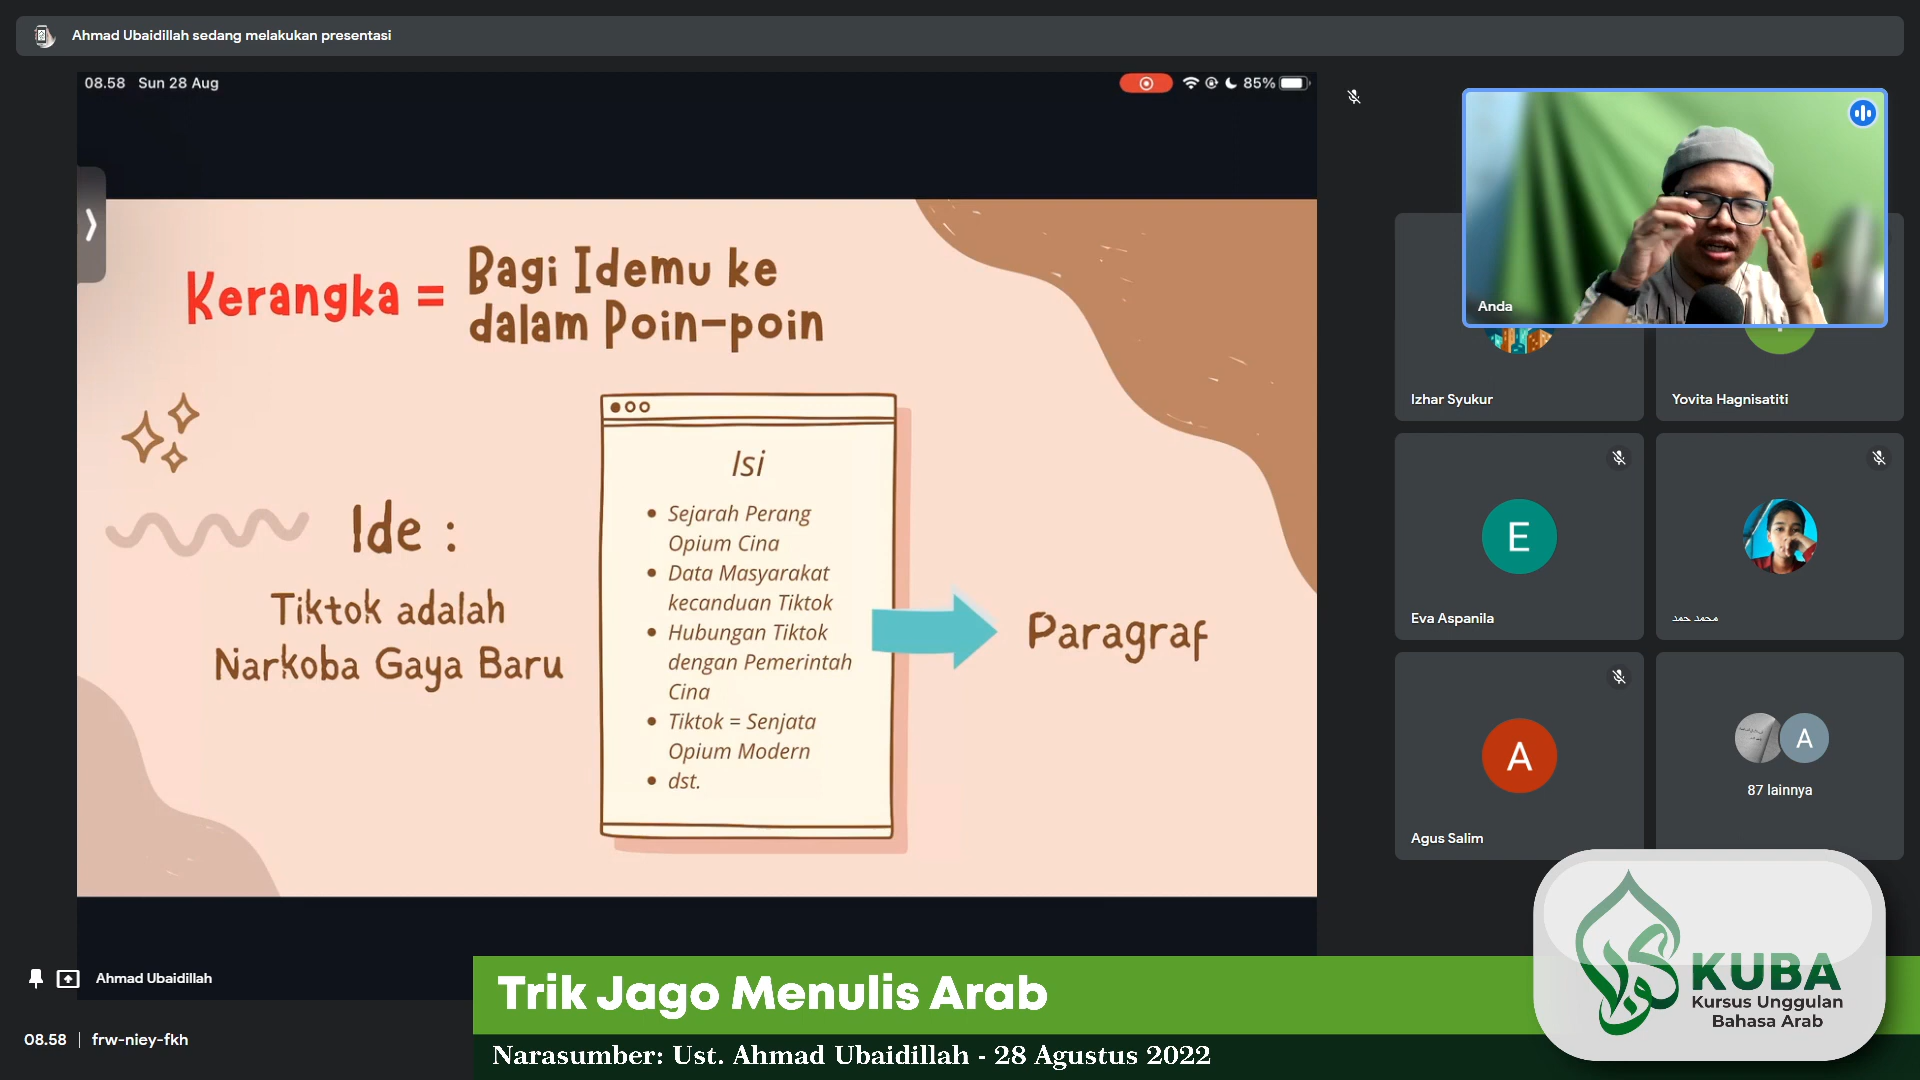 Ahmad Ubaidillah sedang melakukan presentasi
08.58 Sun 28 Aug
85%
Kerangka =
Bagi Idemu ke
dalam Poin-poin
Ide :
Tiktok adalah
Narkoba Gaya Baru
Isi
• Sejarah Perang
Opium Cina
• Data Masyarakat
kecanduan Tiktok
• Hubungan Tiktok
dengan Pemerintah
Cina
• Tiktok = Senjata
Opium Modern
• dst.
Paragraf
Anda
Izhar Syukur
Yovita Hagnisatiti
E
Eva Aspanila
محمد حمد
A
Agus Salim
A
87 lainnya
Ahmad Ubaidillah
08.58 | frw-niey-fkh
Trik Jago Menulis Arab
Narasumber: Ust. Ahmad Ubaidillah - 28 Agustus 2022
KUBA
Kursus Unggulan
Bahasa Arab